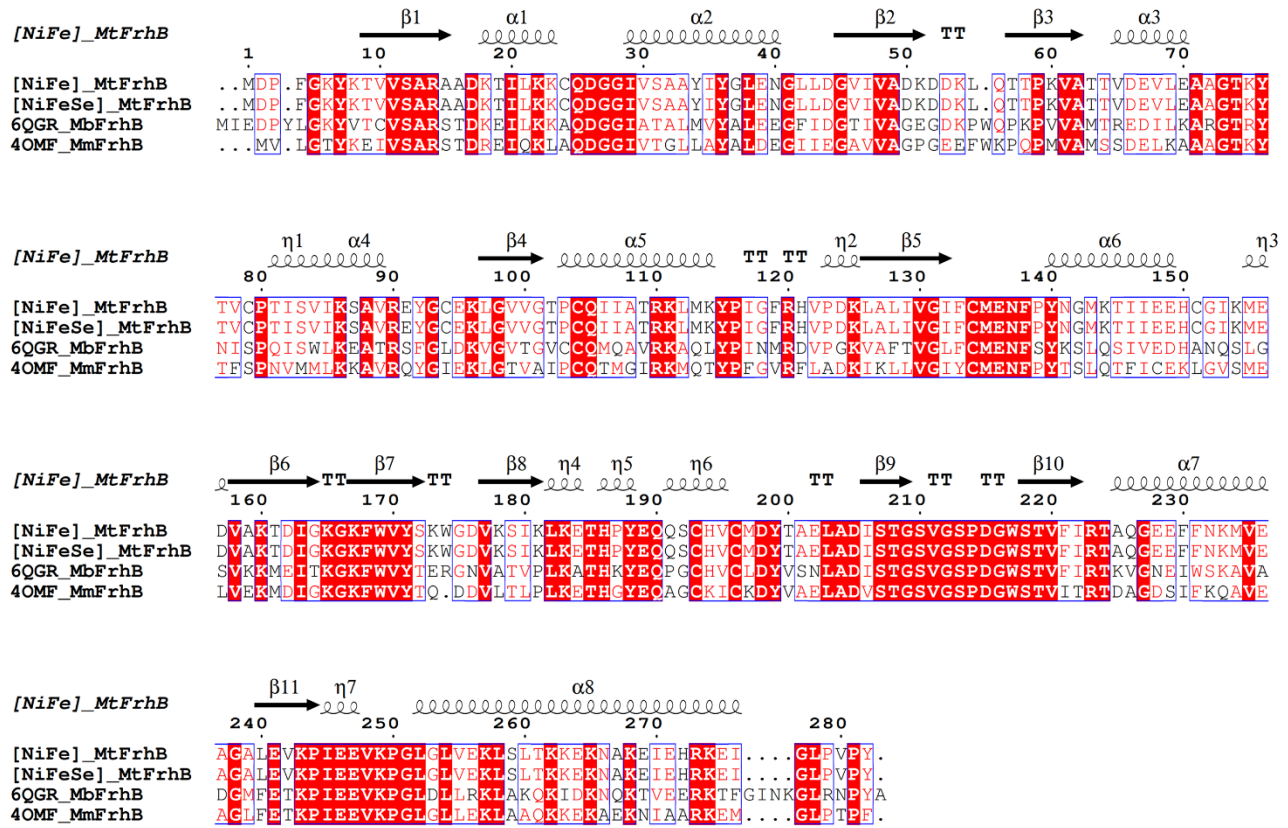 [NiFe]_MtFrhB β1 α1 α2 β2 TT β3 α3
1 10 20 30 40 50 60 70
[NiFe]_MtFrhB ..MDP.FGKYKTVVSARAADKTILKKCQDGGIVSAAYIYGLENGLLDGVIVADKDDKL.QTTPKVATTVDEVLEAAGTKY
[NiFeSe]_MtFrhB ..MDP.FGKYKTVVSARAADKTILKKCQDGGIVSAAYIYGLENGLLDGVIVADKDDKL.QTTPKVATTVDEVLEAAGTKY
6QGR_MbFrhB MIEDPYLGKYVTCVSARSTDKEILKKAQDGGIATALMVYALEEGFIDGTIVAGEGDKPWQPKPVVAMTREDILKARGTRY
4OMF_MmFrhB ...MV.LGTYKEIVSARSTDREIQKLAQDGGIVTGLLAYALDEGIIEGAVVAGPGEEFWKPQPMVAMSSDELKAAAGTKY
[NiFe]_MtFrhB η1 α4 β4 α5 TT TT η2 β5 α6 η3
80 90 100 110 120 130 140 150
[NiFe]_MtFrhB TVCPTISVIKSAVREYGCEKLGVVGTPCQIIATRKLMKYPIGFRHVPDKLALIVGIFCMENFPYNGMKTIIEEHCGIKME
[NiFeSe]_MtFrhB TVCPTISVIKSAVREYGCEKLGVVGTPCQIIATRKLMKYPIGFRHVPDKLALIVGIFCMENFPYNGMKTIIEEHCGIKME
6QGR_MbFrhB NISPQISWLKEATRSFGLDKVGVTGVCCQMQAVRKAQLYPINMRDVPGKVAFTVGLFCMENFSYKSLQSIVEDHANQSLG
4OMF_MmFrhB TFSPNVMMLKKAVRQYGIEKLGTVAIPCQTMGIRKMQTYPFGVRFLADKIKLLVGIYCMENFPYTSLQTFICEKLGVSME
[NiFe]_MtFrhB β6 TT β7 TT β8 η4 η5 η6 TT β9 TT TT β10 α7
160 170 180 190 200 210 220 230
[NiFe]_MtFrhB DVAKTDIGKGKFWVYSKWGDVKSIKLKETHPYEQQSCHVCMDYTAELADISTGSVGSPDGWSTVFIRTAQGEEFFNKMVE
[NiFeSe]_MtFrhB DVAKTDIGKGKFWVYSKWGDVKSIKLKETHPYEQQSCHVCMDYTAELADISTGSVGSPDGWSTVFIRTAQGEEFFNKMVE
6QGR_MbFrhB SVKKMEITKGKFWVYTERGNVATVPLKATHKYEQPGCHVCLDYVSNLADISTGSVGSPDGWSTVFIRTKVGNEIWSKAVA
4OMF_MmFrhB LVEKMDIGKGKFWVYTQ.DDVLTLPLKETHGYEQAGCKICKDYVAELADVSTGSVGSPDGWSTVITRTDAGDSIFKQAVE
[NiFe]_MtFrhB β11 η7 α8
240 250 260 270 280
[NiFe]_MtFrhB AGALEVKPIEEVKPGLGLVEKLSLTKKEKNAKEIEHRKEI....GLPVPY.
[NiFeSe]_MtFrhB AGALEVKPIEEVKPGLGLVEKLSLTKKEKNAKEIEHRKEI....GLPVPY.
6QGR_MbFrhB DGMFETKPIEEVKPGLDLLRKLAKQKIDKNQKTVEERKTFGINKGLRNPYA
4OMF_MmFrhB AGLFETKPIEEVKPGLGLLEKLAAQKKEKAEKNIAARKEM....GLPTPF.